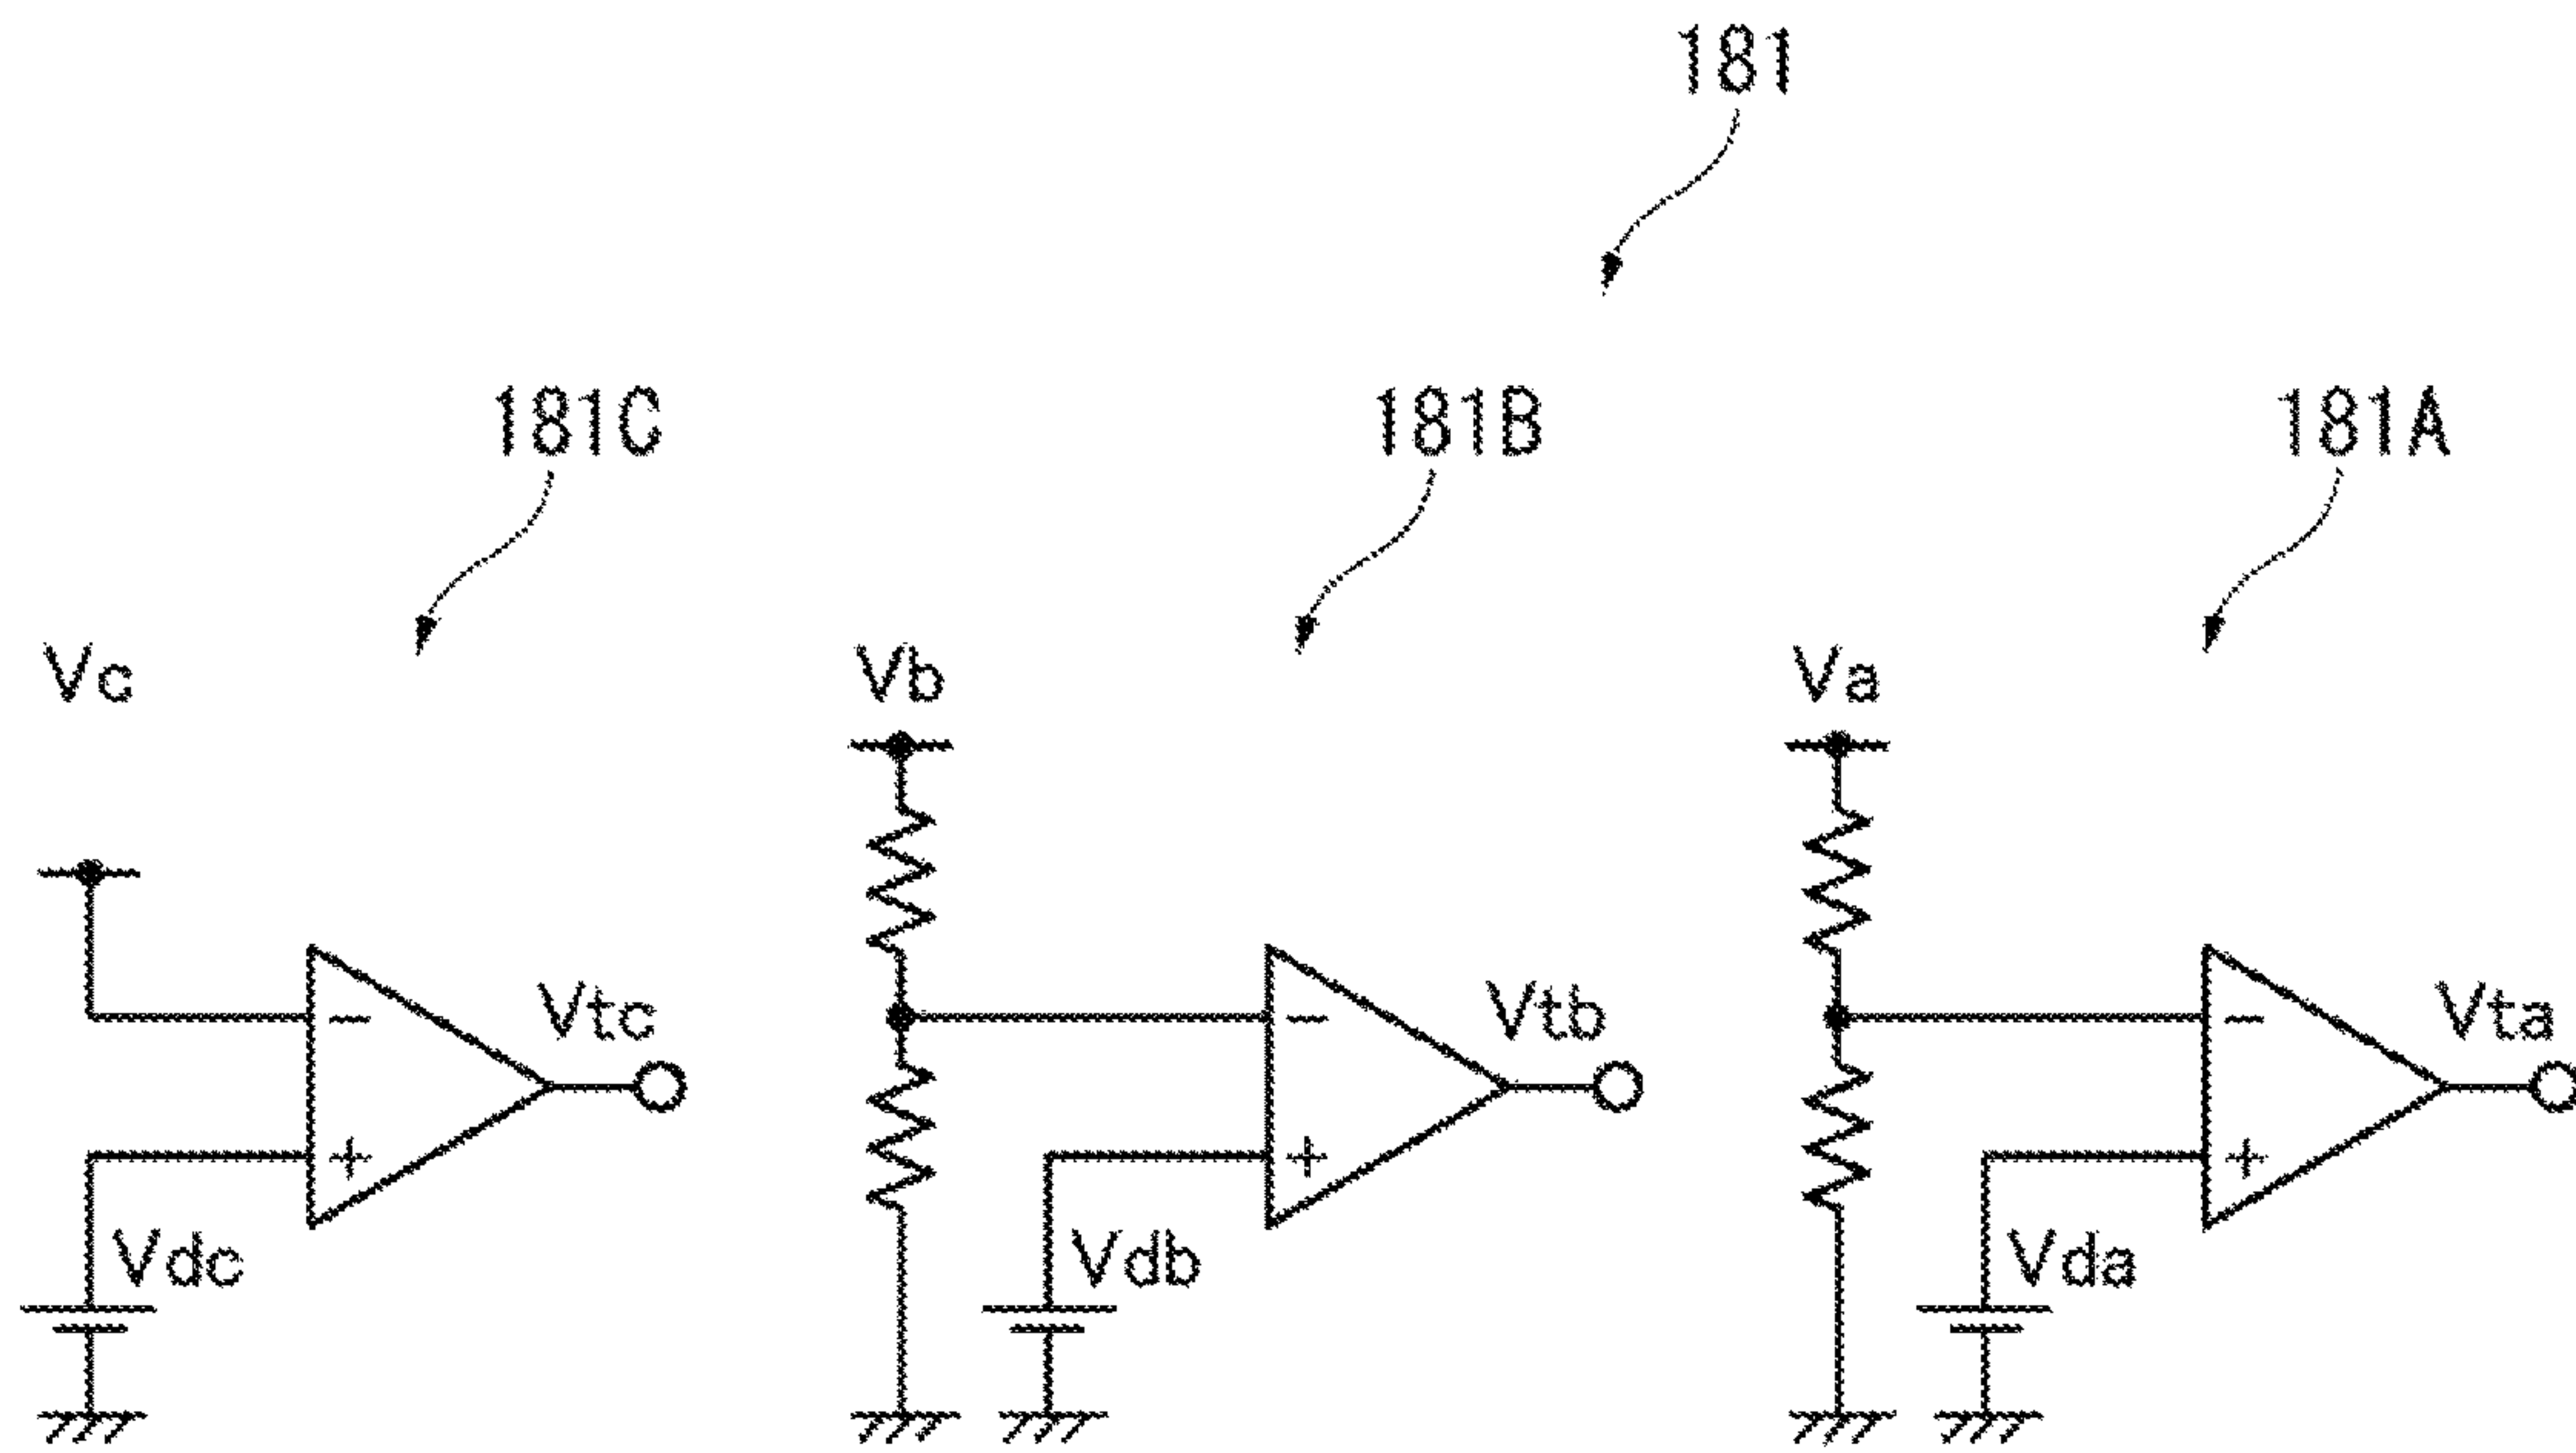 181
181C 181B 181A
Vc Vb Va
− − −
Vtc Vtb Vta
+ + +
Vdc Vdb Vda